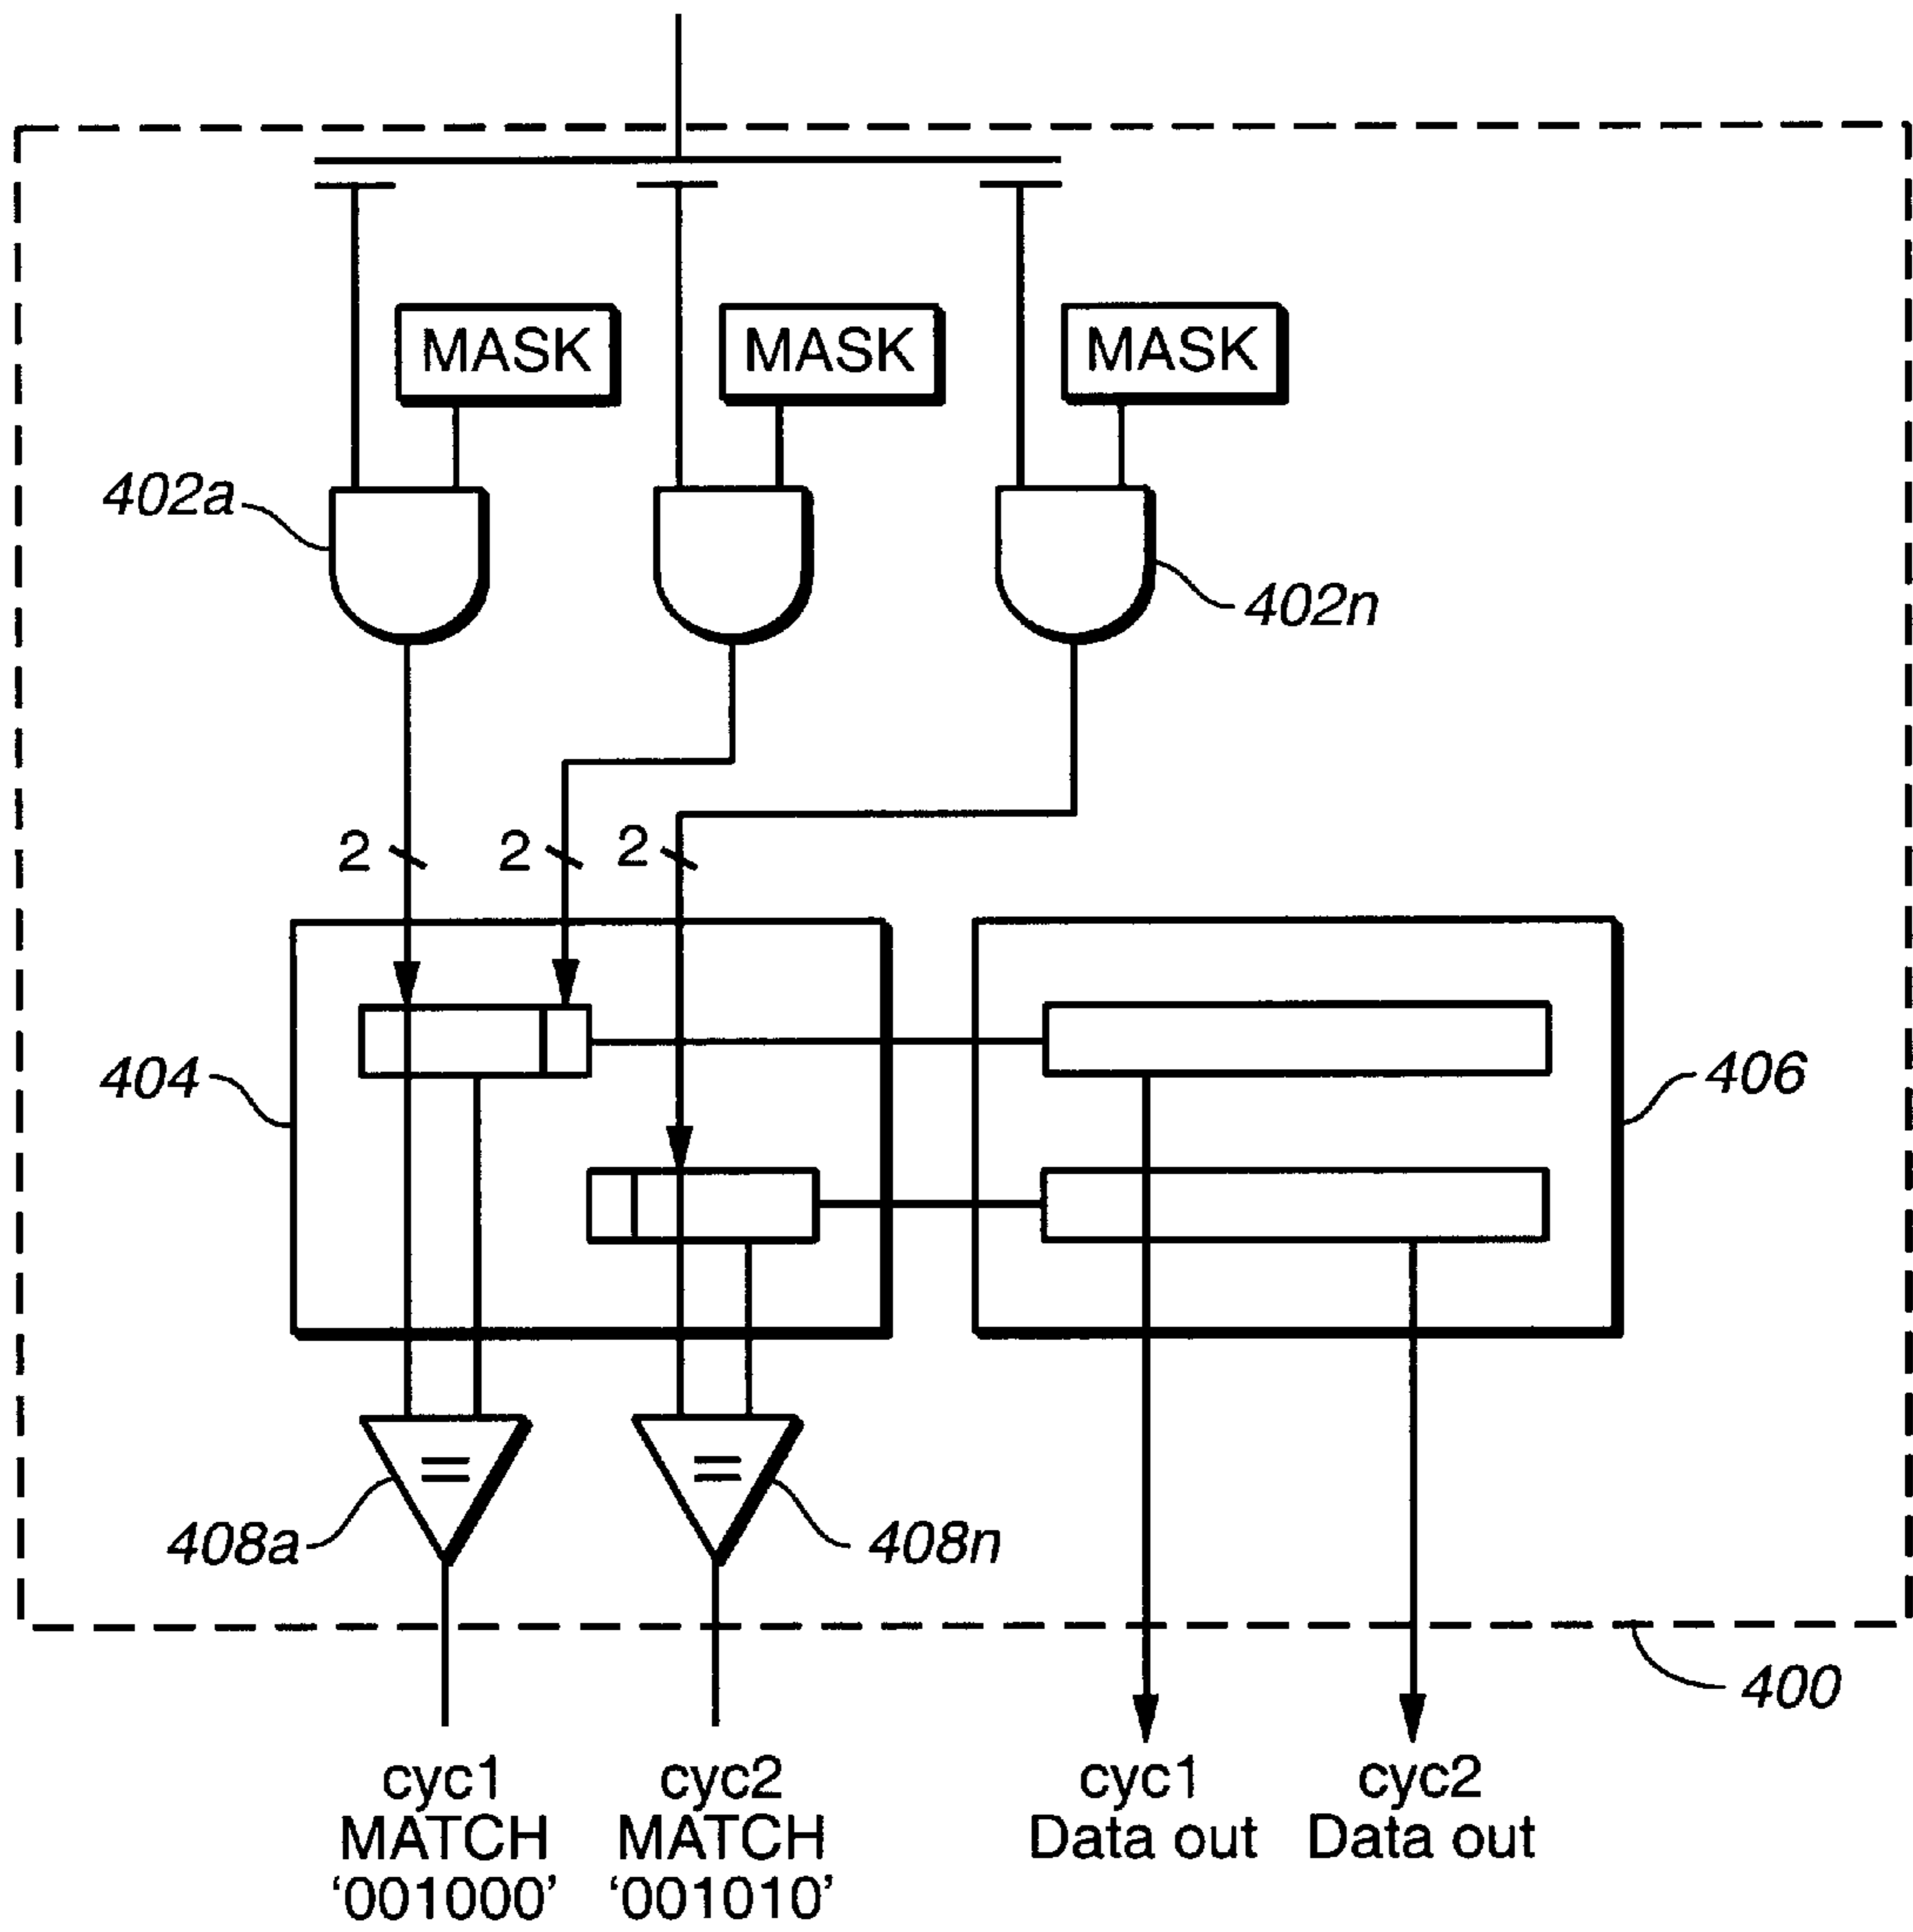 MASK MASK MASK
402a
402n
2 2 2
404
406
408a
408n
400
cyc1 cyc2 cyc1 cyc2
MATCH MATCH Data out Data out
‘001000’ ‘001010’